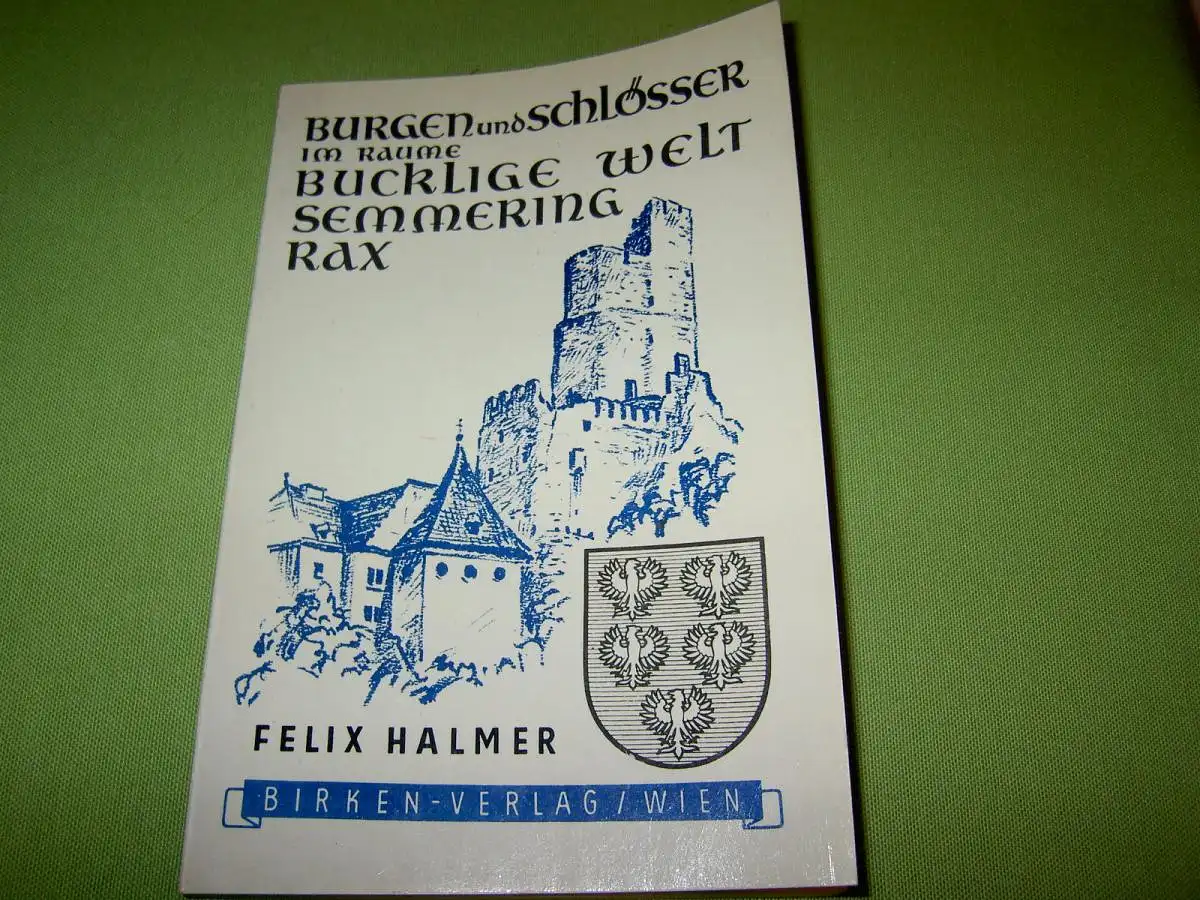 BURGEN und SCHLÖSSER
IM RAUME
BUCKLIGE WELT
SEMMERING
RAX
FELIX HALMER
BIRKEN-VERLAG/WIEN